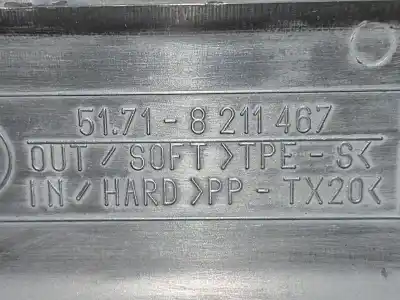 51.71-8 211 467
OUT/SOFT >TPE-S<
IN/HARD >PP-TX20<